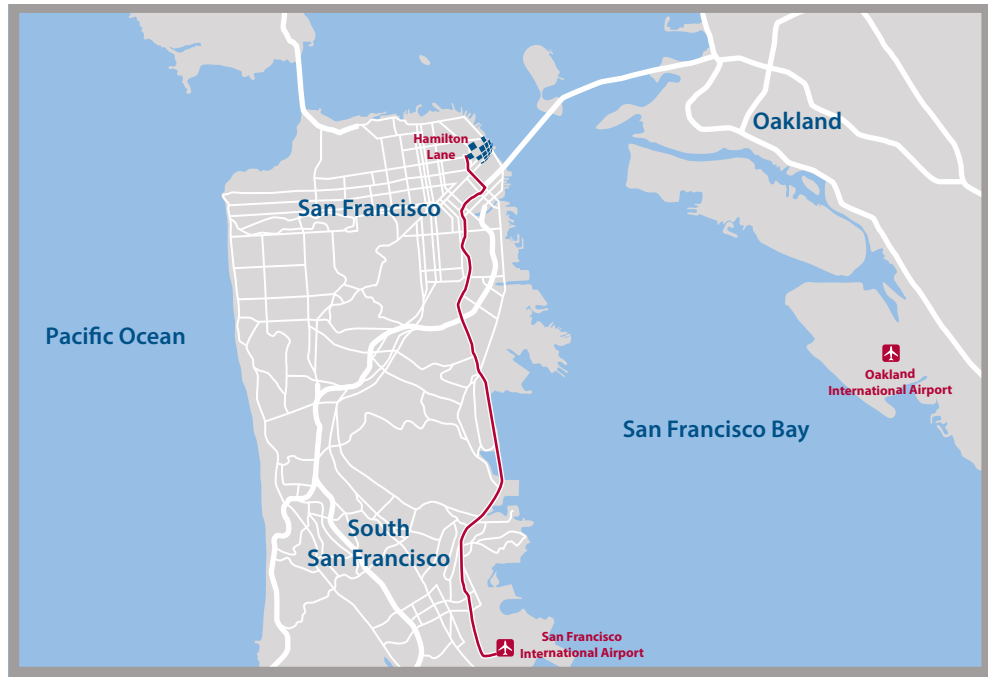 Hamilton
Lane
Oakland
San Francisco
Pacific Ocean
Oakland
International Airport
San Francisco Bay
South
San Francisco
San Francisco
International Airport